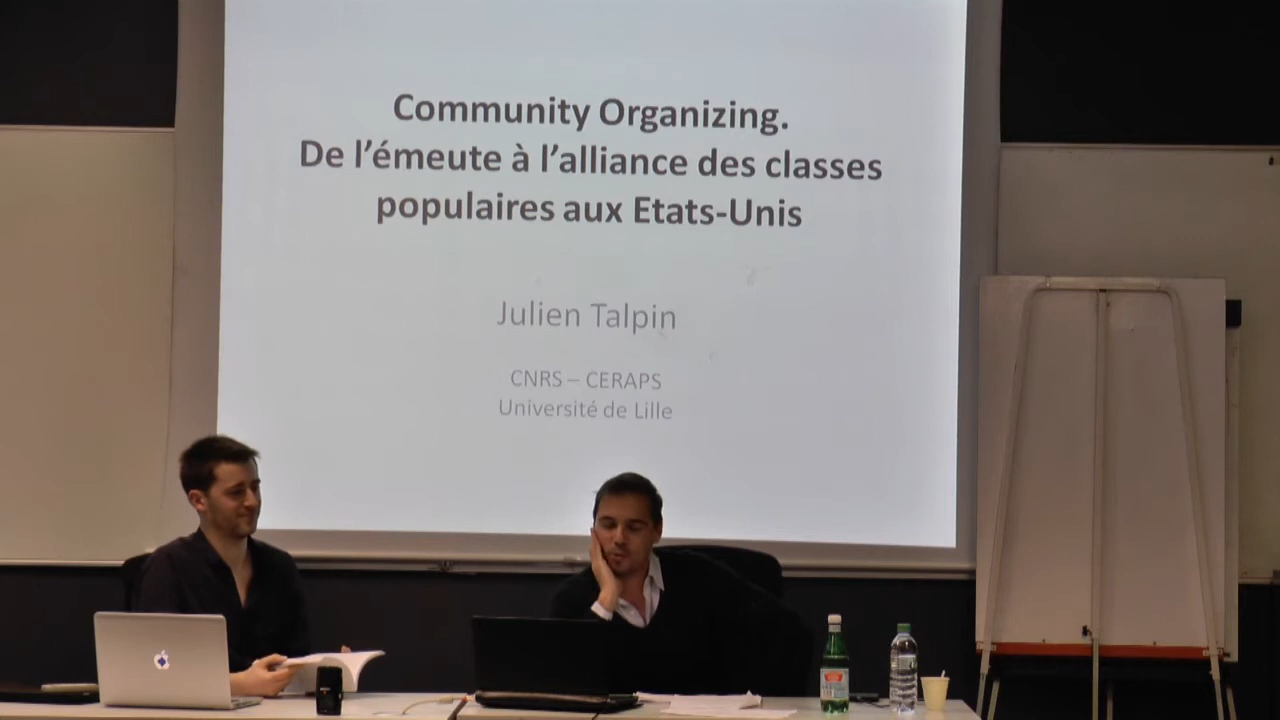 Community Organizing.
De l’émeute à l’alliance des classes
populaires aux Etats-Unis
Julien Talpin
CNRS – CERAPS
Université de Lille